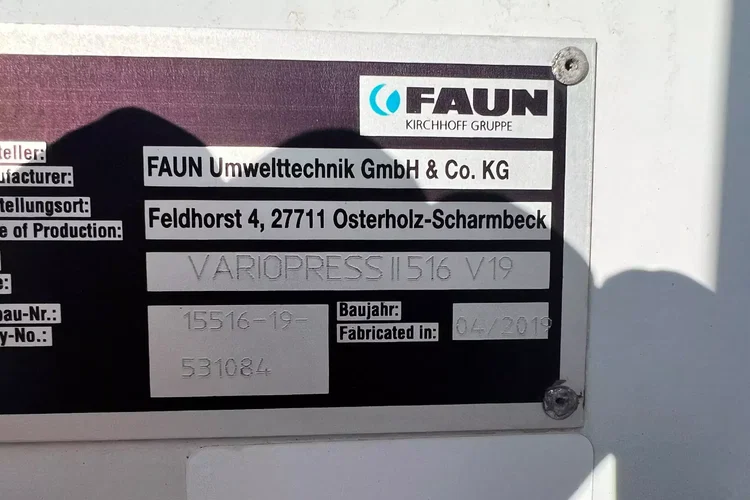 FAUN
KIRCHHOFF GRUPPE
teller:
ufacturer:
FAUN Umwelttechnik GmbH & Co. KG
tellungsort:
e of Production:
Feldhorst 4, 27711 Osterholz-Scharmbeck
e:
VARIOPRESS II 516 V19
bau-Nr.:
y-No.:
15516-19-
531084
Baujahr:
Fabricated in:
04/2019